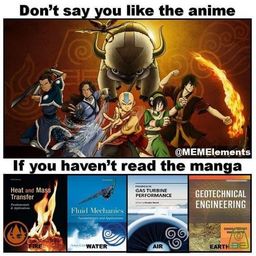 Don't say you like the anime
@MEMElements
If you haven't read the manga
Heat and Mass
Transfer
FIRE
Fluid Mechanics
WATER
GAS TURBINE
PERFORMANCE
AIR
GEOTECHNICAL
ENGINEERING
EARTH